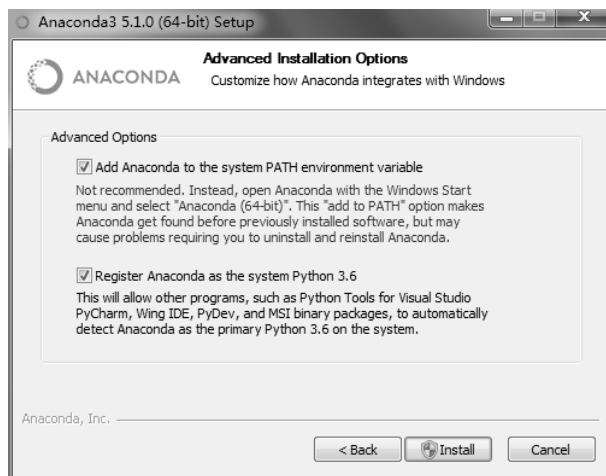 Anaconda3 5.1.0 (64-bit) Setup
ANACONDA
Advanced Installation Options
Customize how Anaconda integrates with Windows
Advanced Options
Add Anaconda to the system PATH environment variable
Not recommended. Instead, open Anaconda with the Windows Start
menu and select "Anaconda (64-bit)". This "add to PATH" option makes
Anaconda get found before previously installed software, but may
cause problems requiring you to uninstall and reinstall Anaconda.
Register Anaconda as the system Python 3.6
This will allow other programs, such as Python Tools for Visual Studio
PyCharm, Wing IDE, PyDev, and MSI binary packages, to automatically
detect Anaconda as the primary Python 3.6 on the system.
Anaconda, Inc.
< Back
Install
Cancel